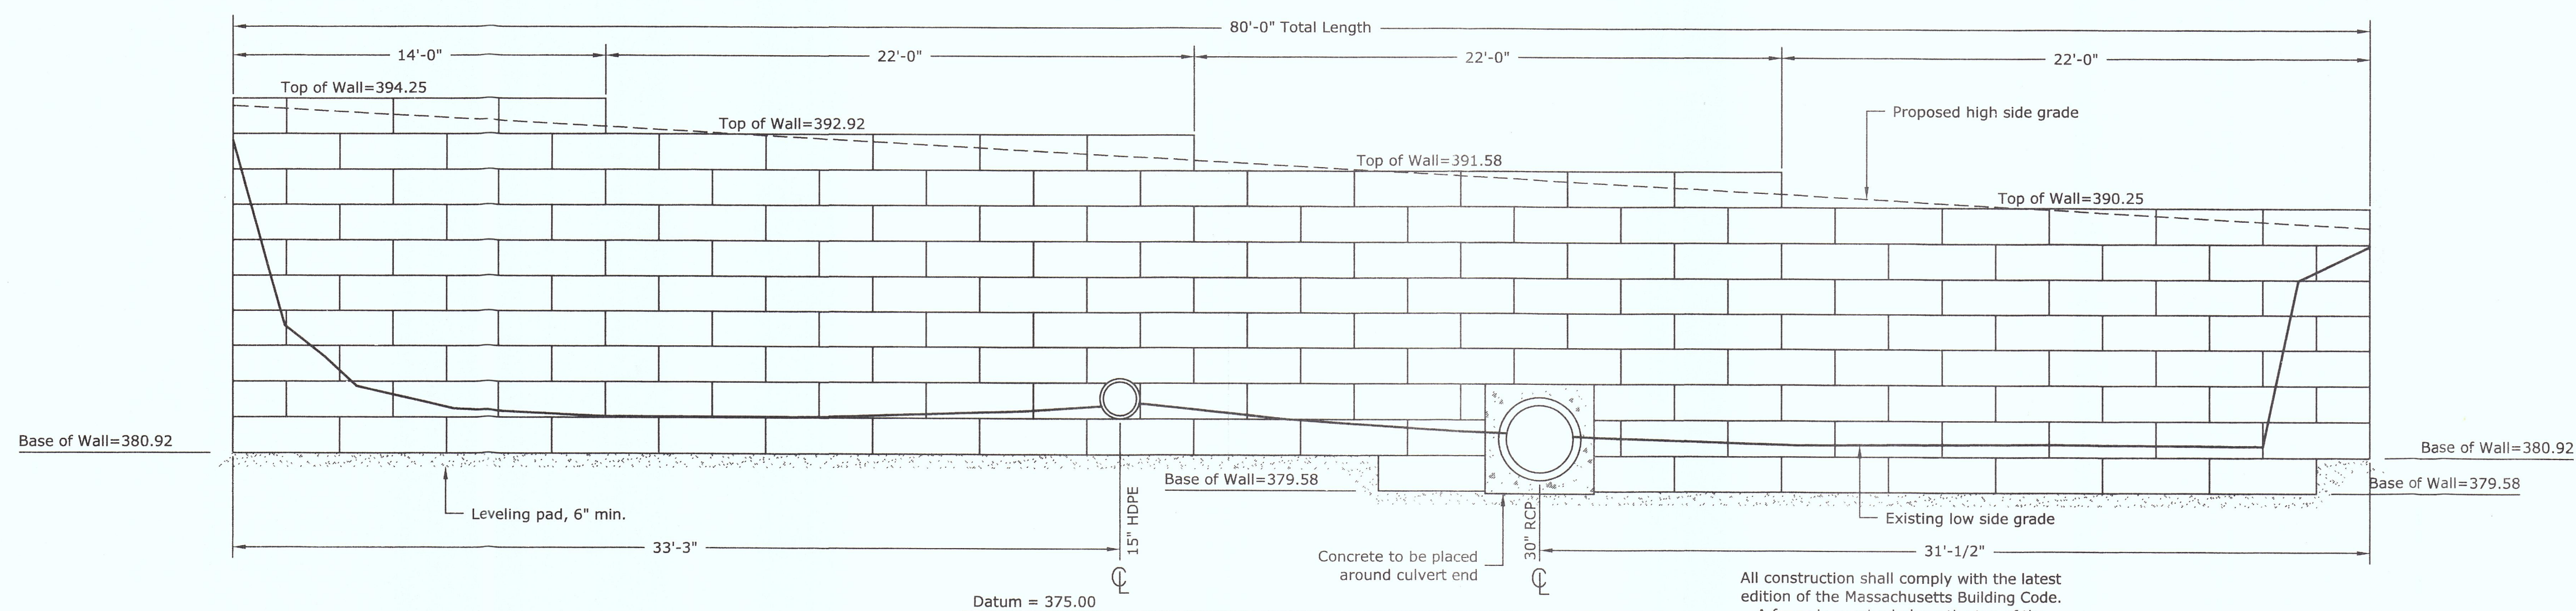 80'-0" Total Length
14'-0"
22'-0"
22'-0"
22'-0"
Top of Wall=394.25
Top of Wall=392.92
Proposed high side grade
Top of Wall=391.58
Top of Wall=390.25
Base of Wall=380.92
Base of Wall=380.92
Base of Wall=379.58
Base of Wall=379.58
Leveling pad, 6" min.
15" HDPE
30" RCP
Existing low side grade
33'-3"
Concrete to be placed
around culvert end
31'-1/2"
CL
CL
All construction shall comply with the latest
edition of the Massachusetts Building Code.
Datum = 375.00